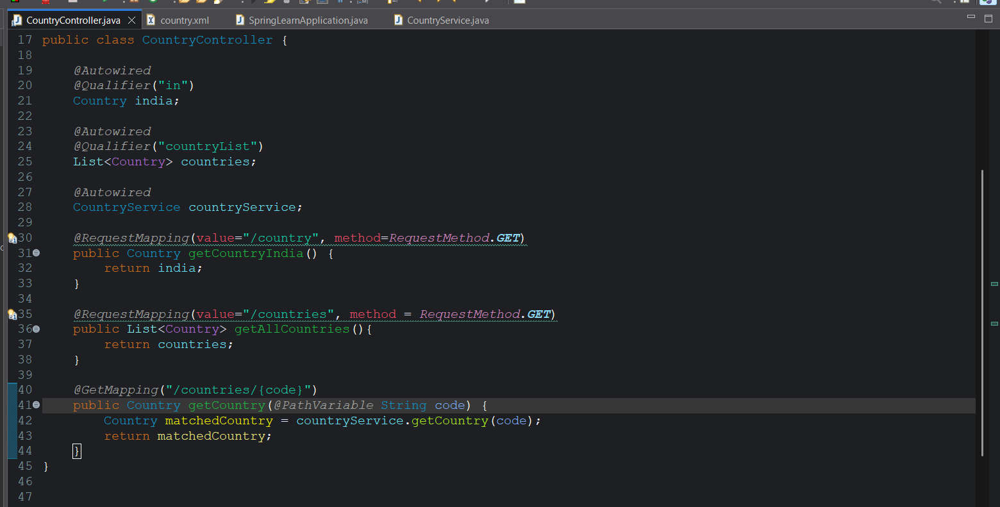 CountryController.java country.xml SpringLearnApplication.java CountryService.java
17 public class CountryController {
18
19     @Autowired
20     @Qualifier("in")
21     Country india;
22
23     @Autowired
24     @Qualifier("countryList")
25     List<Country> countries;
26
27     @Autowired
28     CountryService countryService;
29
30     @RequestMapping(value="/country", method=RequestMethod.GET)
31     public Country getCountryIndia() {
32         return india;
33     }
34
35     @RequestMapping(value="/countries", method = RequestMethod.GET)
36     public List<Country> getAllCountries(){
37         return countries;
38     }
39
40     @GetMapping("/countries/{code}")
41     public Country getCountry(@PathVariable String code) {
42         Country matchedCountry = countryService.getCountry(code);
43         return matchedCountry;
44     }
45 }
46
47